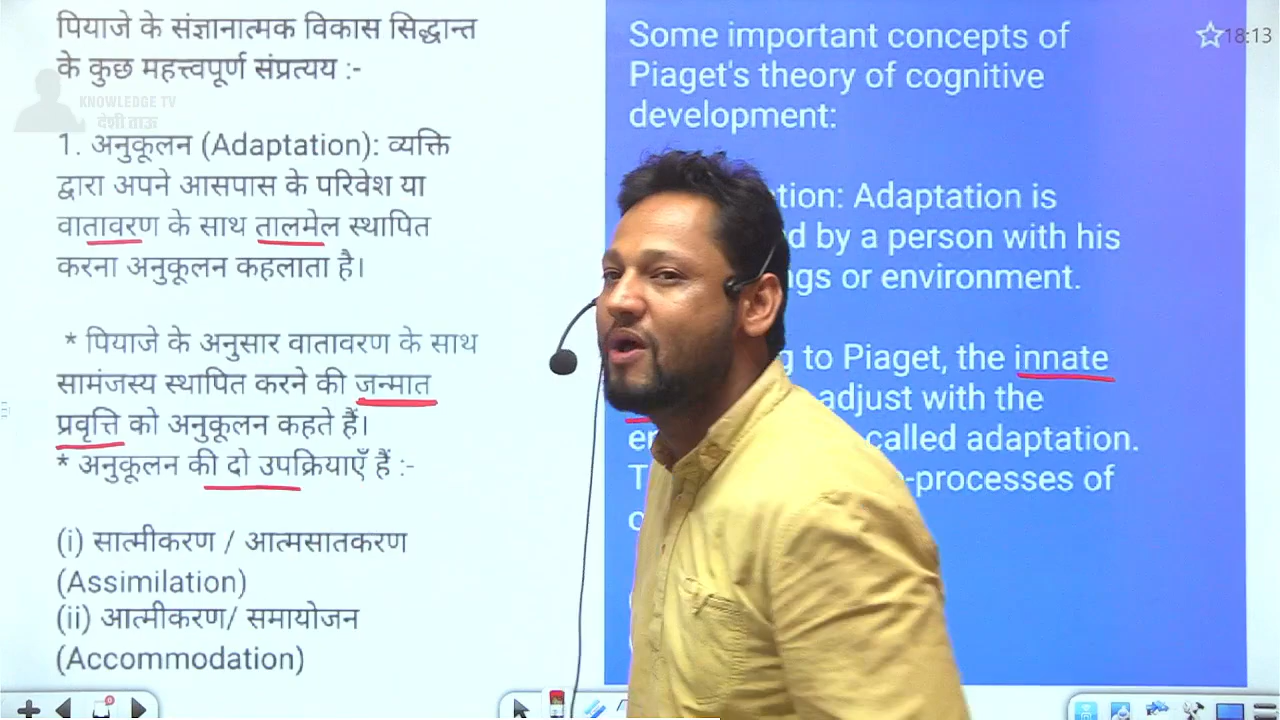 पियाजे के संज्ञानात्मक विकास सिद्धान्त
के कुछ महत्त्वपूर्ण संप्रत्यय :-
KNOWLEDGE TV
देशी ताऊ
1. अनुकूलन (Adaptation): व्यक्ति
द्वारा अपने आसपास के परिवेश या
वातावरण के साथ तालमेल स्थापित
करना अनुकूलन कहलाता है।
* पियाजे के अनुसार वातावरण के साथ
सामंजस्य स्थापित करने की जन्मात
प्रवृत्ति को अनुकूलन कहते हैं।
* अनुकूलन की दो उपक्रियाएँ हैं :-
(i) सात्मीकरण / आत्मसातकरण
(Assimilation)
(ii) आत्मीकरण/ समायोजन
(Accommodation)
Some important concepts of
Piaget's theory of cognitive
development:
Adaptation is
by a person with his
or environment.
to Piaget, the innate
adjust with the
called adaptation.
-processes of
18:13